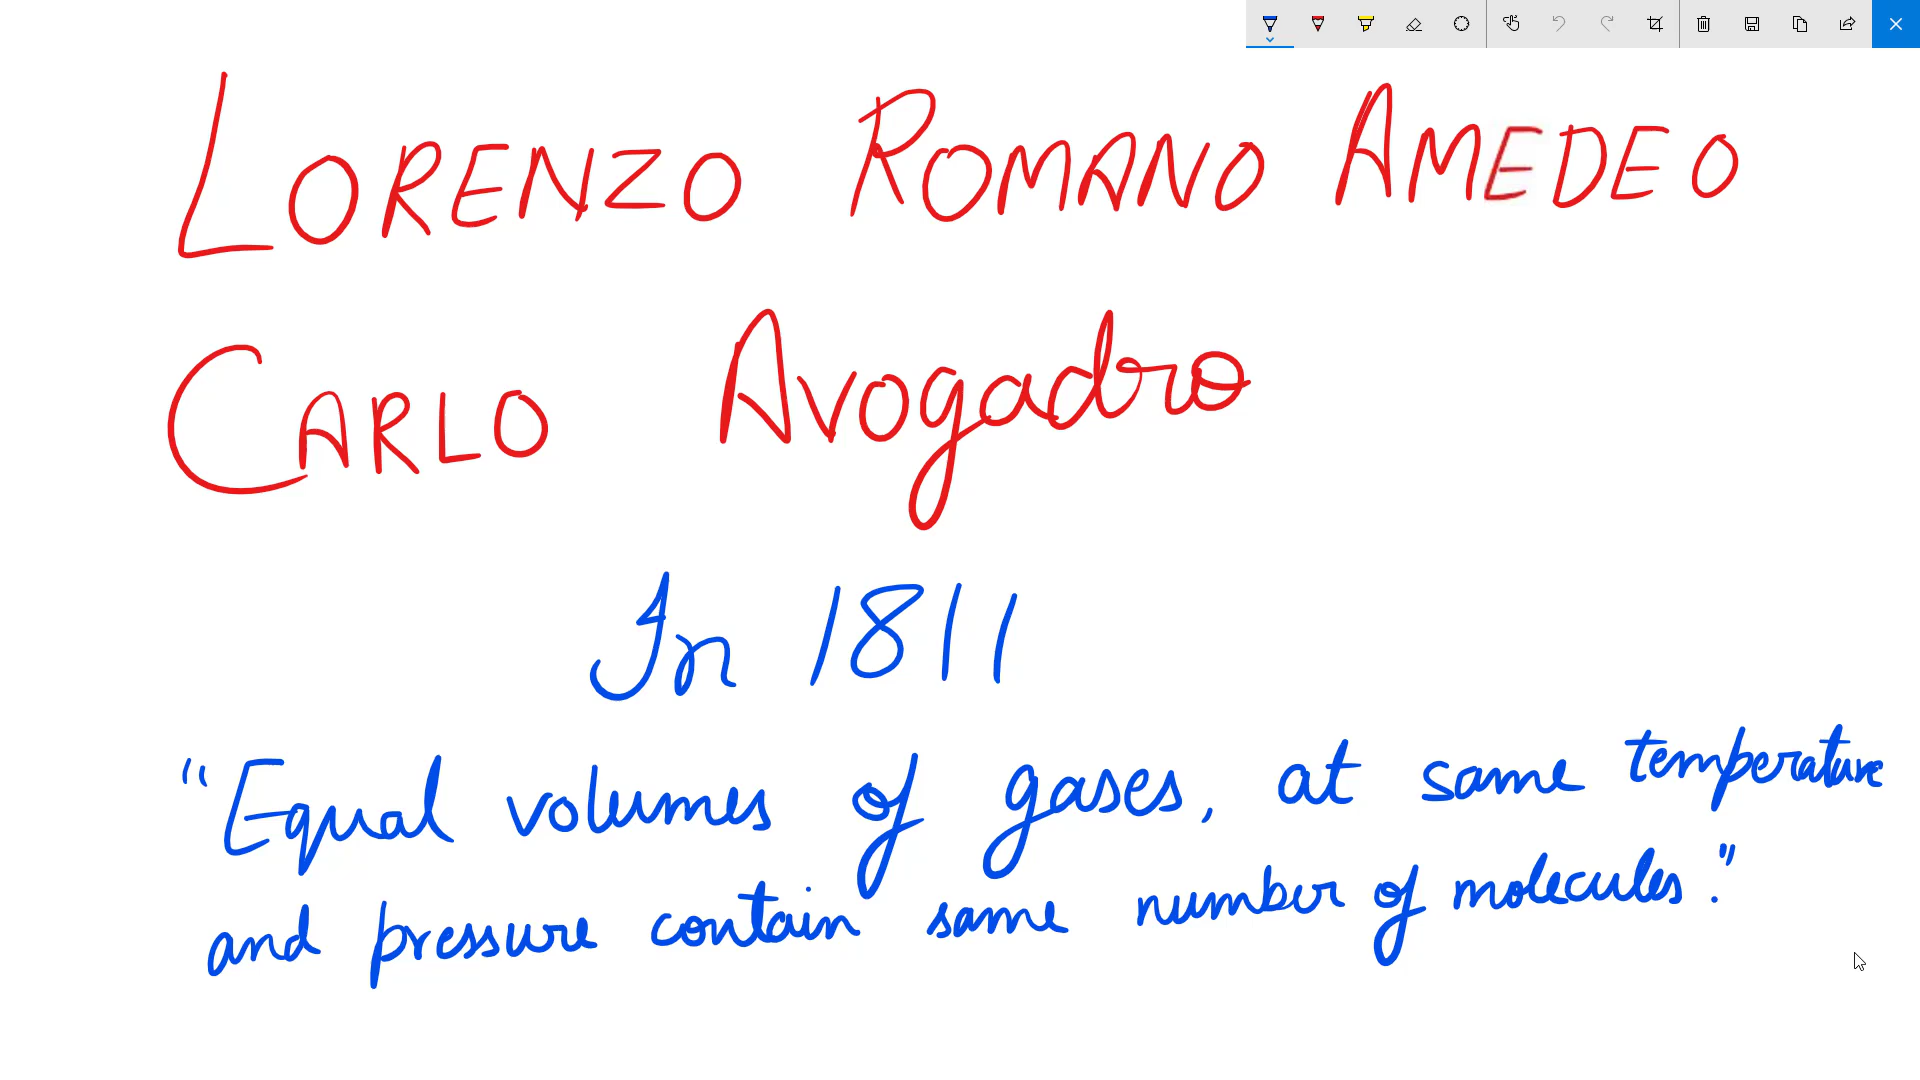 LORENZO ROMANO AMEDEO
CARLO Avogadro
In 1811
"Equal volumes of gases, at same temperature
and pressure contain same number of molecules."